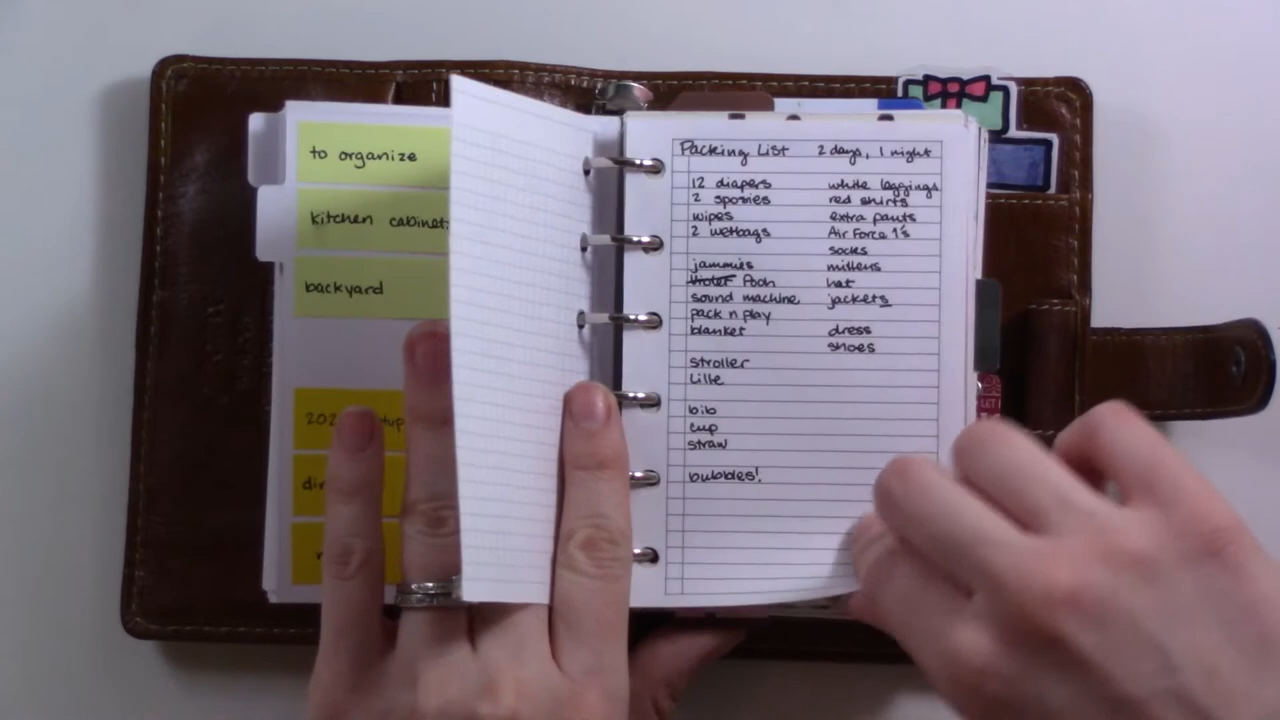 to organize
kitchen cabinet
backyard
Packing List 2 days, 1 night
12 diapers
2 sposies
wipes
2 wetbags
jammies
Violet Pooh
sound machine
pack n play
blanket
stroller
Lille
bib
cup
straw
bubbles!
white leggings
red shirts
extra pants
Air Force 1's
socks
mittens
hat
jackets
dress
shoes
LET